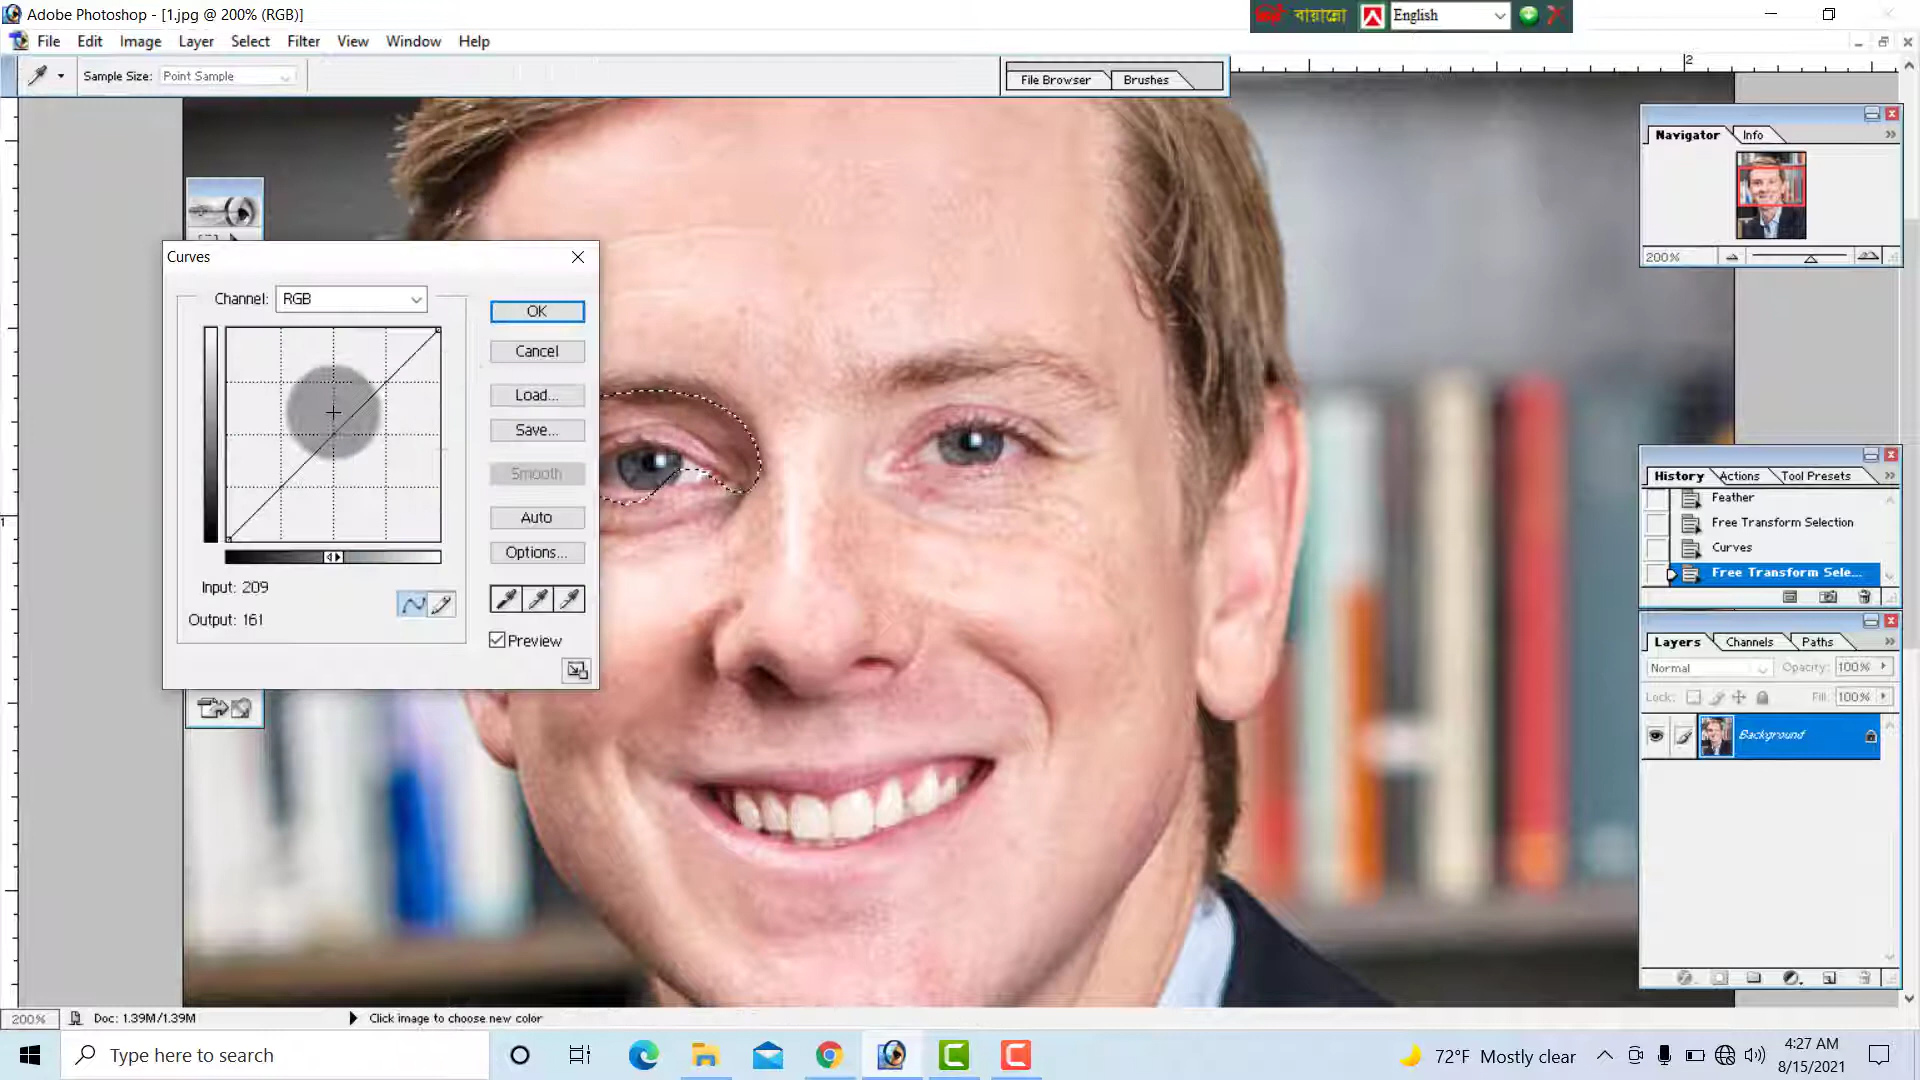 Adobe Photoshop - [1.jpg @ 200% (RGB)]
বায়ান্নো
English
File Edit Image Layer Select Filter View Window Help
Sample Size: Point Sample
File Browser Brushes
2
Navigator Info
200%
Curves
Channel: RGB
OK
Cancel
Load...
Save...
Smooth
Auto
Options...
Input: 209
Output: 161
Preview
1
History Actions Tool Presets
Feather
Free Transform Selection
Curves
Free Transform Sele...
Layers Channels Paths
Normal Opacity: 100%
Lock: Fill: 100%
Background
200% Doc: 1.39M/1.39M Click image to choose new color
Type here to search
72°F Mostly clear
4:27 AM
8/15/2021